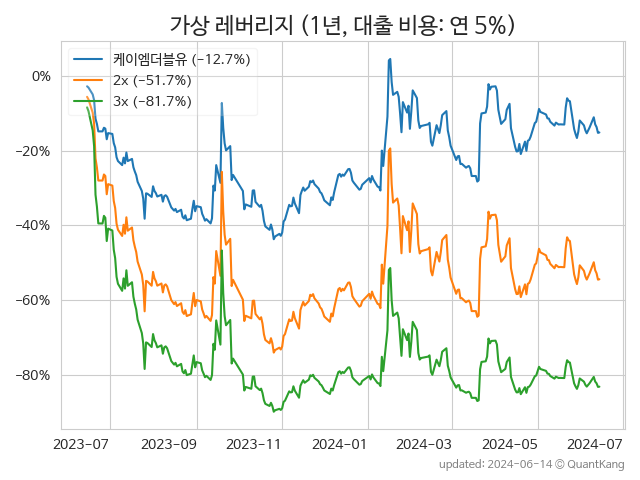 가상 레버리지 (1년, 대출 비용: 연 5%)
케이엠더블유 (−12.7%)
2x (−51.7%)
3x (−81.7%)
0%
−20%
−40%
−60%
−80%
2023-07 2023-09 2023-11 2024-01 2024-03 2024-05 2024-07
updated: 2024-06-14 © QuantKang